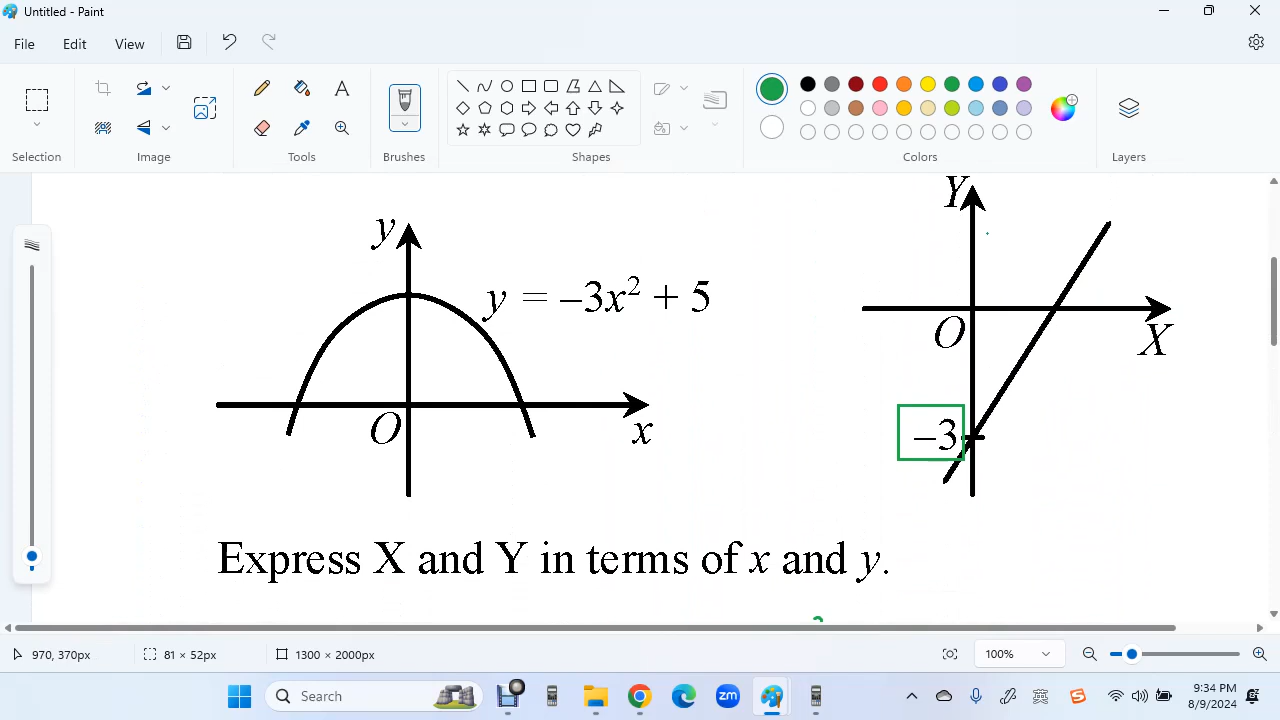 Untitled - Paint
File Edit View
Selection Image Tools Brushes Shapes Colors Layers
y
y = –3x² + 5
O
x
Y
O
X
–3
Express X and Y in terms of x and y.
970, 370px 81 × 52px 1300 × 2000px 100%
Search
zm
9:34 PM
8/9/2024